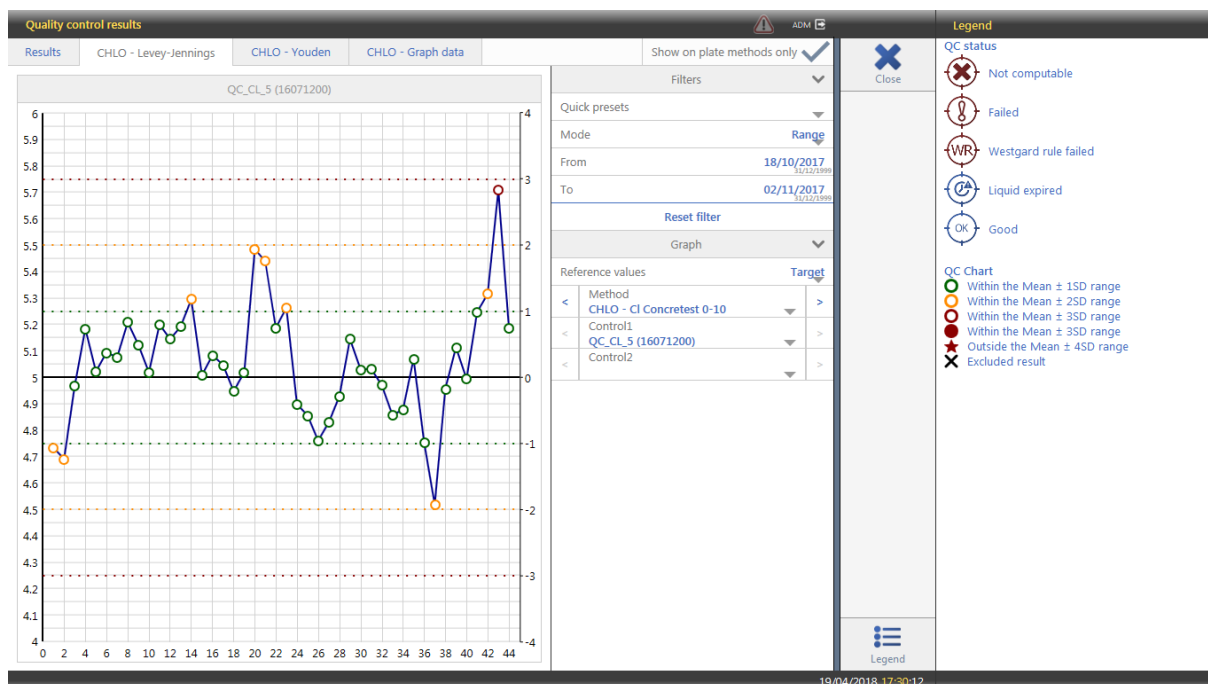 Quality control results
ADM
Legend
Results
CHLO - Levey-Jennings
CHLO - Youden
CHLO - Graph data
Show on plate methods only
QC_CL_5 (16071200)
6
5.9
5.8
5.7
5.6
5.5
5.4
5.3
5.2
5.1
5
4.9
4.8
4.7
4.6
4.5
4.4
4.3
4.2
4.1
4
4
3
2
1
0
-1
-2
-3
-4
0 2 4 6 8 10 12 14 16 18 20 22 24 26 28 30 32 34 36 38 40 42 44
Filters
Quick presets
Mode Range
From 18/10/2017
31/12/1999
To 02/11/2017
31/12/1999
Reset filter
Graph
Reference values Target
< Method >
CHLO - Cl Concretest 0-10
< Control1 >
QC_CL_5 (16071200)
< Control2 >
Close
Legend
QC status
Not computable
Failed
WR Westgard rule failed
Liquid expired
OK Good
QC Chart
Within the Mean ± 1SD range
Within the Mean ± 2SD range
Within the Mean ± 3SD range
Within the Mean ± 3SD range
Outside the Mean ± 4SD range
Excluded result
19/04/2018 17:30:12